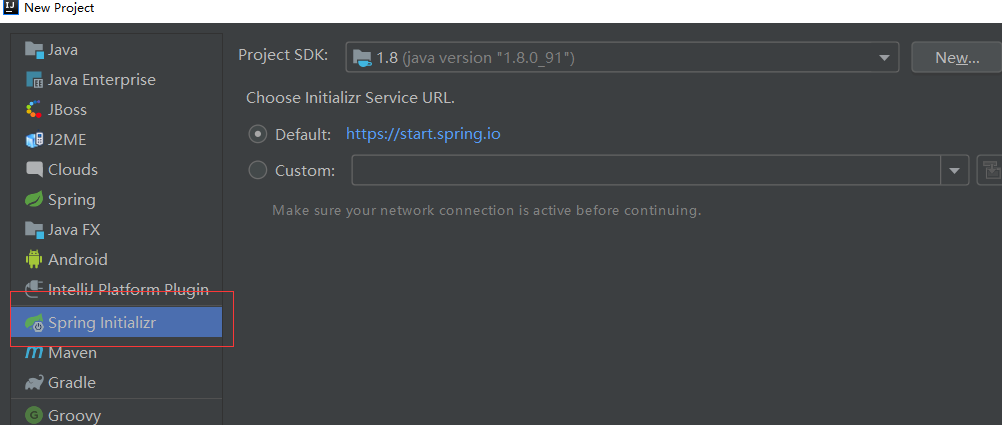 IJ New Project
Java
Java Enterprise
JBoss
J2ME
Clouds
Spring
Java FX
Android
IntelliJ Platform Plugin
Spring Initializr
m Maven
Gradle
G Groovy
Project SDK: 1.8 (java version "1.8.0_91") New...
Choose Initializr Service URL.
Default: https://start.spring.io
Custom:
Make sure your network connection is active before continuing.